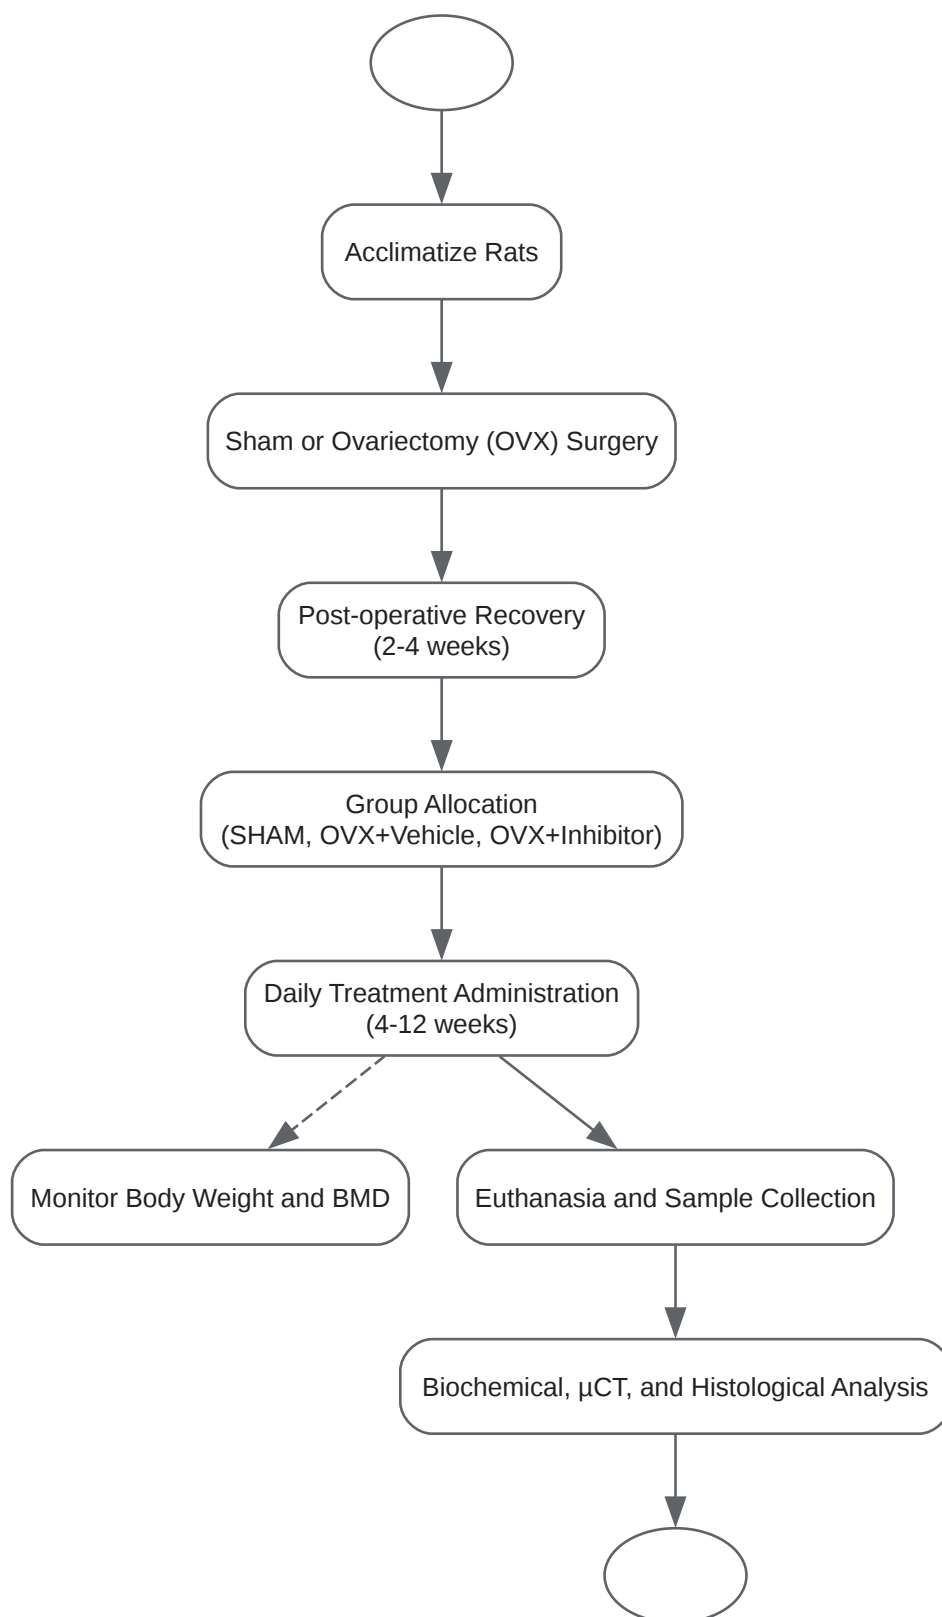 Acclimatize Rats
Sham or Ovariectomy (OVX) Surgery
Post-operative Recovery
(2-4 weeks)
Group Allocation
(SHAM, OVX+Vehicle, OVX+Inhibitor)
Daily Treatment Administration
(4-12 weeks)
Monitor Body Weight and BMD
Euthanasia and Sample Collection
Biochemical, µCT, and Histological Analysis